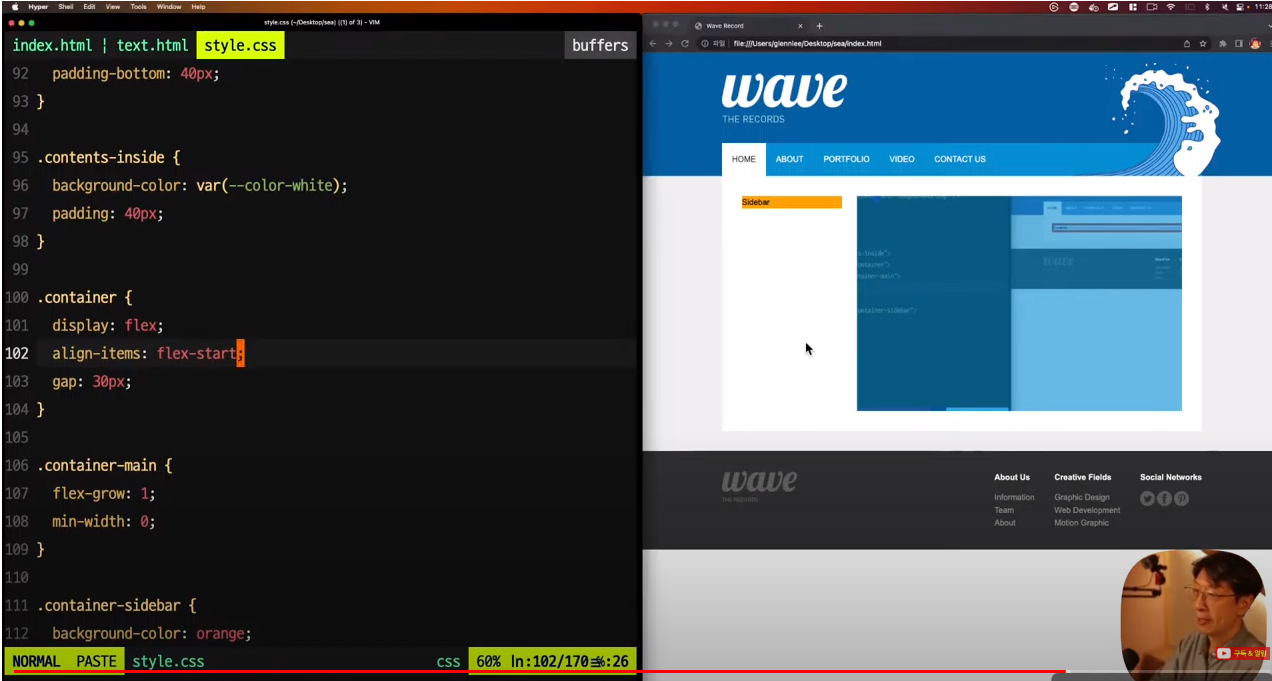 Hyper Shell Edit View Tools Window Help
11:28
style.css (~/Desktop/sea) ((1) of 3) - VIM
index.html | text.html style.css buffers
92 padding-bottom: 40px;
93 }
94
95 .contents-inside {
96 background-color: var(--color-white);
97 padding: 40px;
98 }
99
100 .container {
101 display: flex;
102 align-items: flex-start;
103 gap: 30px;
104 }
105
106 .container-main {
107 flex-grow: 1;
108 min-width: 0;
109 }
110
111 .container-sidebar {
112 background-color: orange;
NORMAL PASTE style.css css 60% ln:102/170 :26
Wave Record
파일 file:///Users/glennlee/Desktop/sea/index.html
wave
THE RECORDS
HOME ABOUT PORTFOLIO VIDEO CONTACT US
Sidebar
wave
THE RECORDS
About Us
Information
Team
About
Creative Fields
Graphic Design
Web Development
Motion Graphic
Social Networks
구독 & 알림